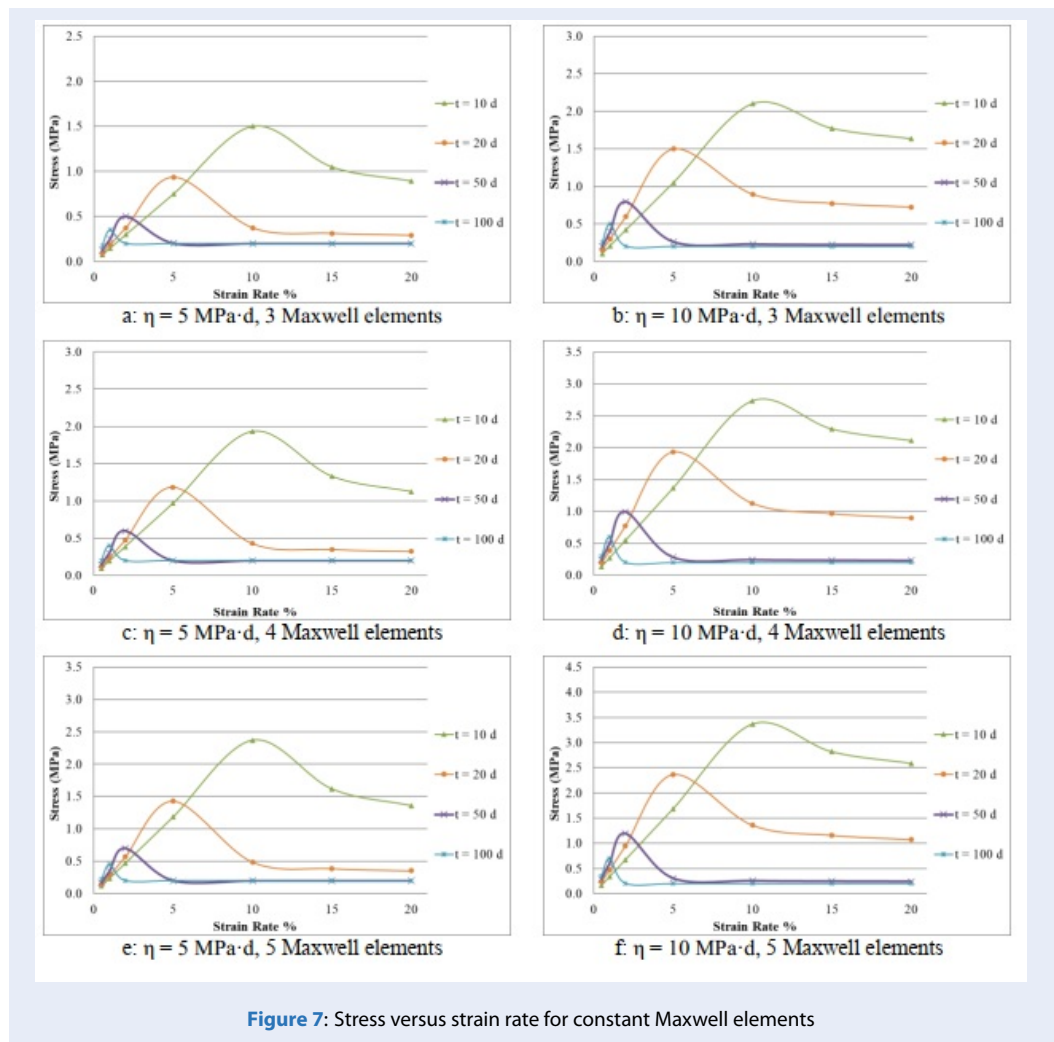 2.5
2.0
1.5
1.0
0.5
0.0
Stress (MPa)
0 5 10 15 20
Strain Rate %
t = 10 d
t = 20 d
t = 50 d
t = 100 d
a: η = 5 MPa·d, 3 Maxwell elements
3.0
2.5
2.0
1.5
1.0
0.5
0.0
Stress (MPa)
0 5 10 15 20
Strain Rate %
t = 10 d
t = 20 d
t = 50 d
t = 100 d
b: η = 10 MPa·d, 3 Maxwell elements
3.0
2.5
2.0
1.5
1.0
0.5
0.0
Stress (MPa)
0 5 10 15 20
Strain Rate %
t = 10 d
t = 20 d
t = 50 d
t = 100 d
c: η = 5 MPa·d, 4 Maxwell elements
3.5
3.0
2.5
2.0
1.5
1.0
0.5
0.0
Stress (MPa)
0 5 10 15 20
Strain Rate %
t = 10 d
t = 20 d
t = 50 d
t = 100 d
d: η = 10 MPa·d, 4 Maxwell elements
3.5
3.0
2.5
2.0
1.5
1.0
0.5
0.0
Stress (MPa)
0 5 10 15 20
Strain Rate %
t = 10 d
t = 20 d
t = 50 d
t = 100 d
e: η = 5 MPa·d, 5 Maxwell elements
4.5
4.0
3.5
3.0
2.5
2.0
1.5
1.0
0.5
0.0
Stress (MPa)
0 5 10 15 20
Strain Rate %
t = 10 d
t = 20 d
t = 50 d
t = 100 d
f: η = 10 MPa·d, 5 Maxwell elements
Figure 7: Stress versus strain rate for constant Maxwell elements